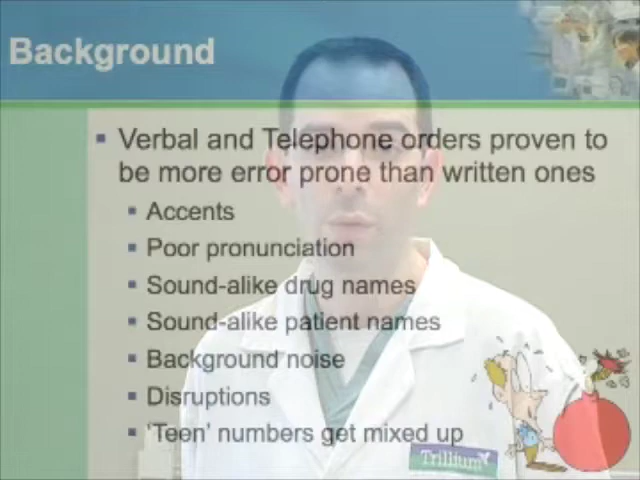 Background
Verbal and Telephone orders proven to
be more error prone than written ones
Accents
Poor pronunciation
Sound-alike drug names
Sound-alike patient names
Background noise
Disruptions
‘Teen’ numbers get mixed up
Trillium